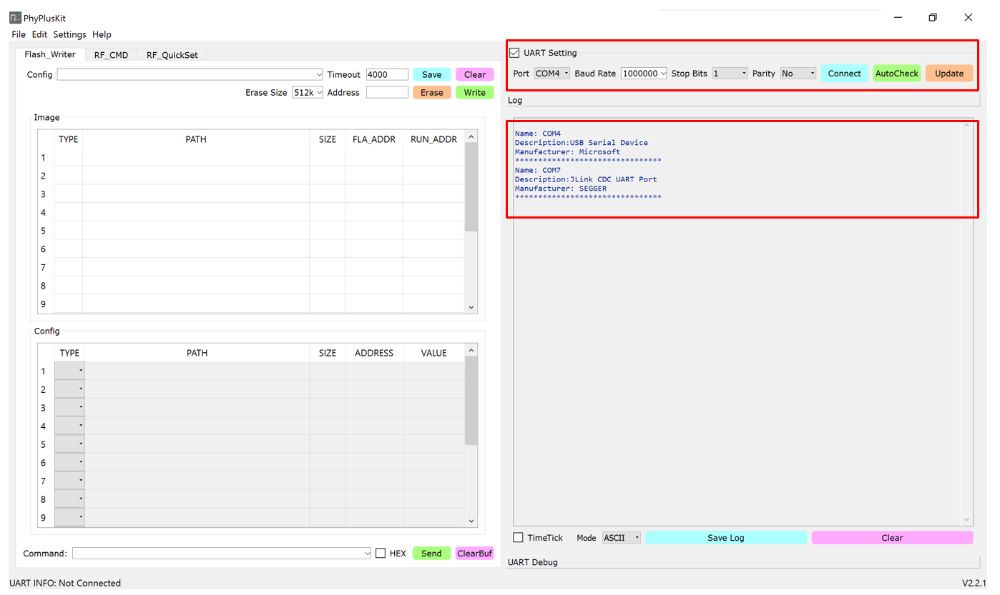 PhyPlusKit
File Edit Settings Help
Flash_Writer RF_CMD RF_QuickSet
Config Timeout 4000 Save Clear
Erase Size 512k Address Erase Write
Image
TYPE PATH SIZE FLA_ADDR RUN_ADDR
1
2
3
4
5
6
7
8
9
Config
TYPE PATH SIZE ADDRESS VALUE
1
2
3
4
5
6
7
8
9
Command: HEX Send ClearBuf
UART INFO: Not Connected
UART Setting
Port COM4 Baud Rate 1000000 Stop Bits 1 Parity No Connect AutoCheck Update
Log
Name: COM4
Description:USB Serial Device
Manufacturer: Microsoft
********************************
Name: COM7
Description:JLink CDC UART Port
Manufacturer: SEGGER
********************************
TimeTick Mode ASCII Save Log Clear
UART Debug
V2.2.1